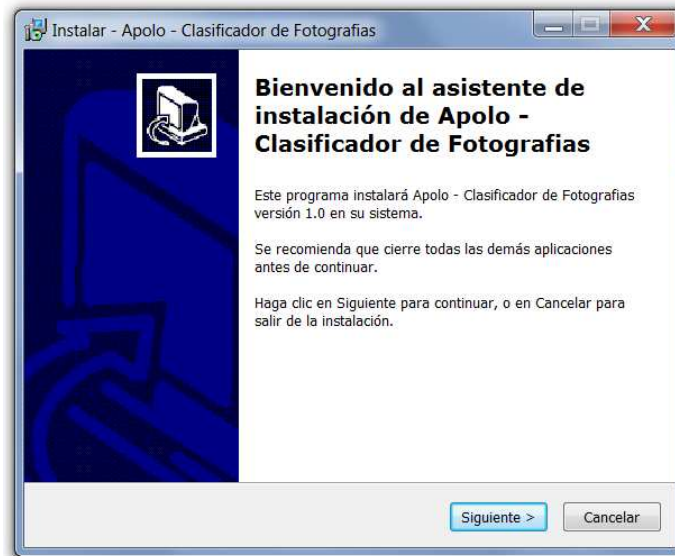 Instalar - Apolo - Clasificador de Fotografias
Bienvenido al asistente de
instalación de Apolo -
Clasificador de Fotografias
Este programa instalará Apolo - Clasificador de Fotografias
versión 1.0 en su sistema.
Se recomienda que cierre todas las demás aplicaciones
antes de continuar.
Haga clic en Siguiente para continuar, o en Cancelar para
salir de la instalación.
Siguiente >
Cancelar